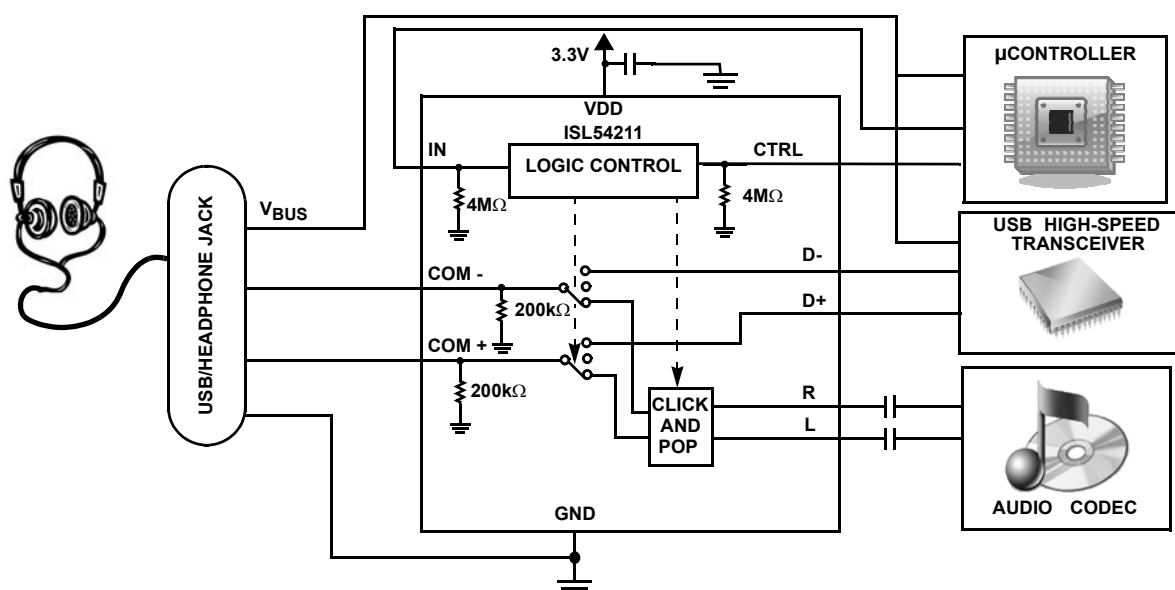 3.3V
µCONTROLLER
VDD
ISL54211
IN
LOGIC CONTROL
CTRL
4MΩ
4MΩ
USB/HEADPHONE JACK
VBUS
USB HIGH-SPEED
TRANSCEIVER
D-
COM -
200kΩ
D+
COM +
200kΩ
CLICK
AND
POP
R
L
AUDIO CODEC
GND